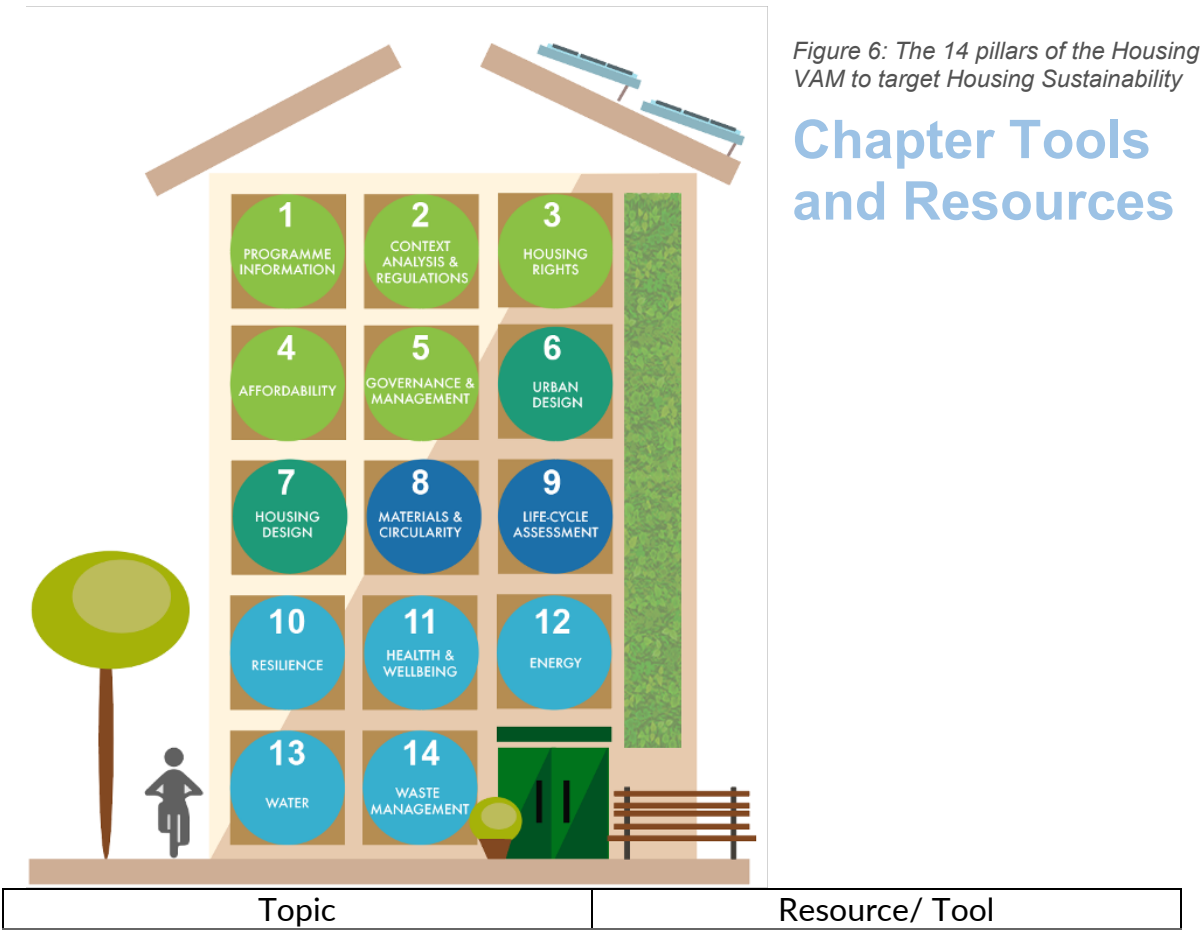 Figure 6: The 14 pillars of the Housing
VAM to target Housing Sustainability
Chapter Tools
and Resources
1
PROGRAMME
INFORMATION
2
CONTEXT
ANALYSIS &
REGULATIONS
3
HOUSING
RIGHTS
4
AFFORDABILITY
5
GOVERNANCE &
MANAGEMENT
6
URBAN
DESIGN
7
HOUSING
DESIGN
8
MATERIALS &
CIRCULARITY
9
LIFE-CYCLE
ASSESSMENT
10
RESILIENCE
11
HEALTTH &
WELLBEING
12
ENERGY
13
WATER
14
WASTE
MANAGEMENT
Topic
Resource/ Tool